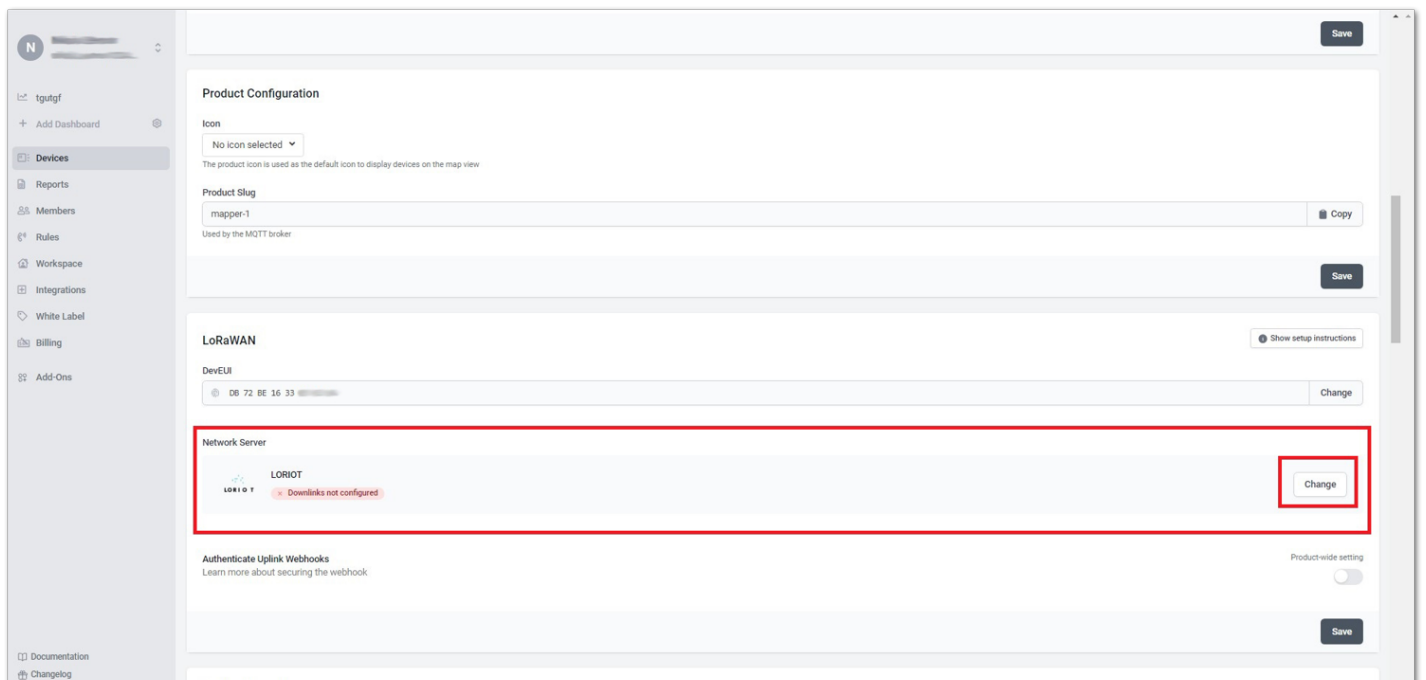 N
Save
tgutgf
Add Dashboard
Devices
Reports
Members
Rules
Workspace
Integrations
White Label
Billing
Add-Ons
Documentation
Changelog
Product Configuration
Icon
No icon selected
The product icon is used as the default icon to display devices on the map view
Product Slug
mapper-1
Copy
Used by the MQTT broker
Save
LoRaWAN
Show setup instructions
DevEUI
DB 72 BE 16 33
Change
Network Server
LORIOT
LORIOT
× Downlinks not configured
Change
Authenticate Uplink Webhooks
Product-wide setting
Learn more about securing the webhook
Save